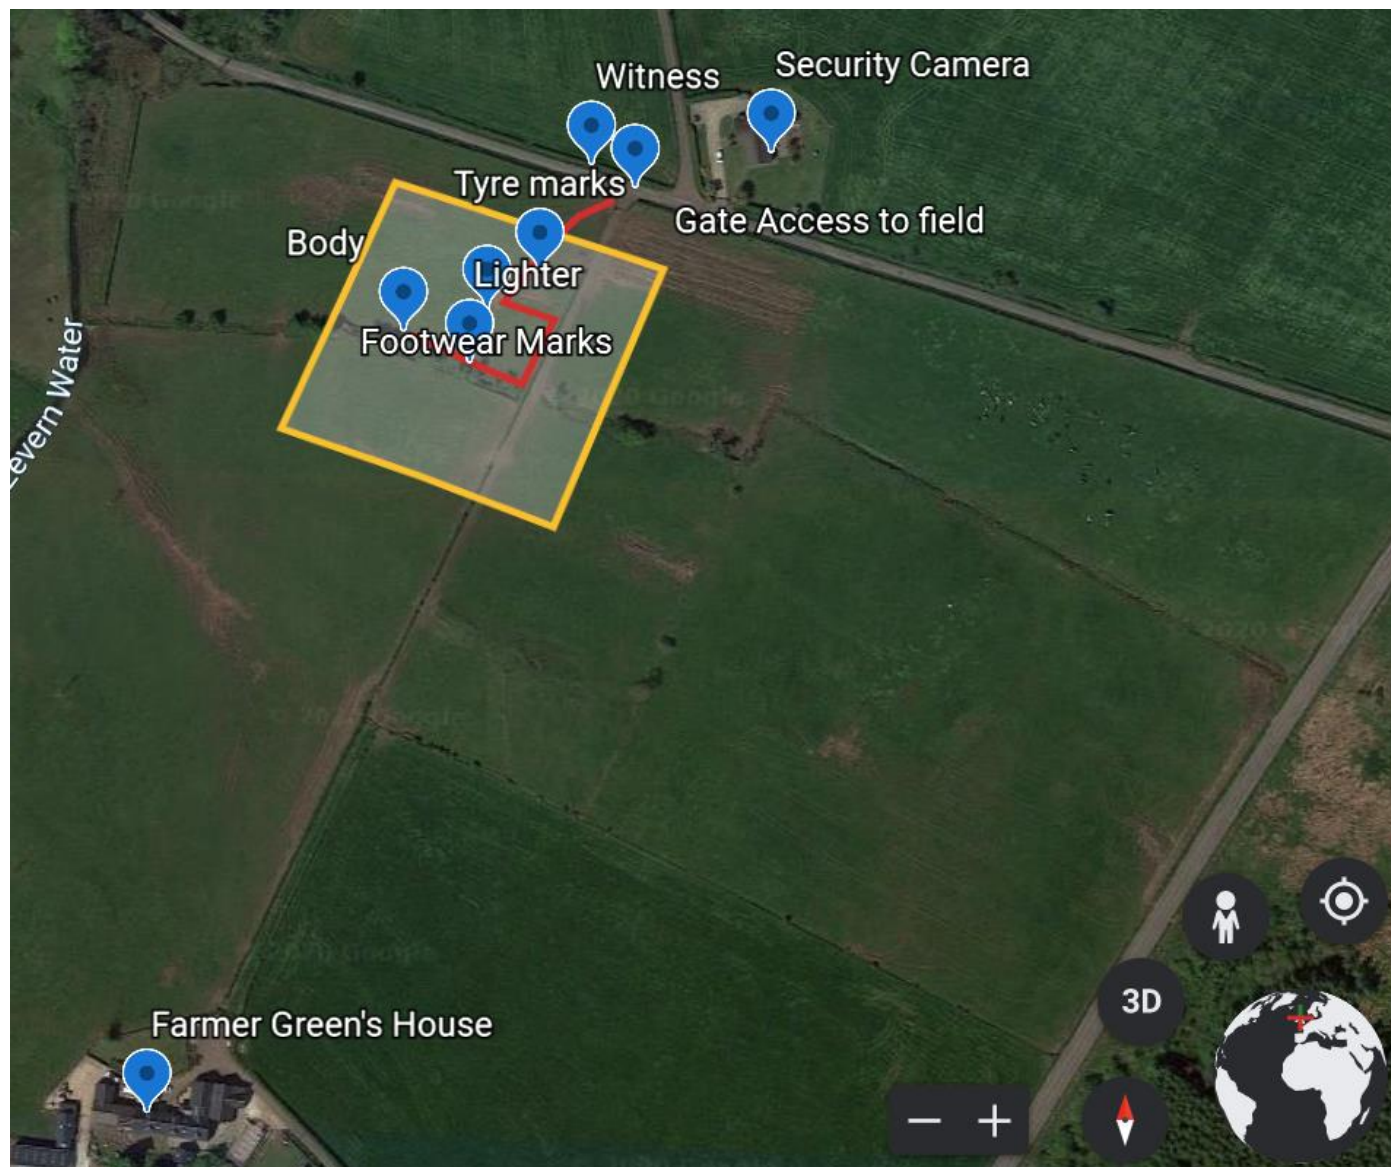 Security Camera
Witness
Tyre marks
Gate Access to field
Body
Lighter
Footwear Marks
Levern Water
Farmer Green's House
3D